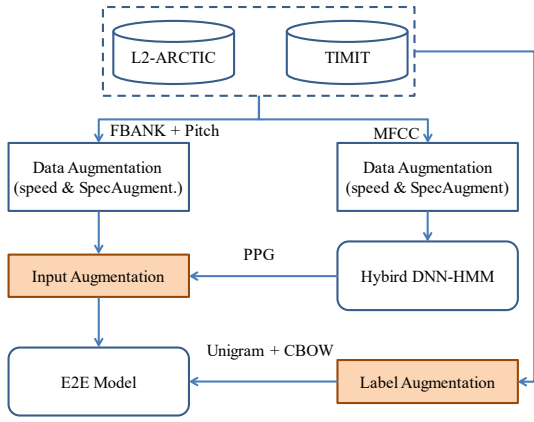 L2-ARCTIC
TIMIT
FBANK + Pitch
MFCC
Data Augmentation
(speed & SpecAugment.)
Data Augmentation
(speed & SpecAugment)
Input Augmentation
PPG
Hybird DNN-HMM
Unigram + CBOW
E2E Model
Label Augmentation